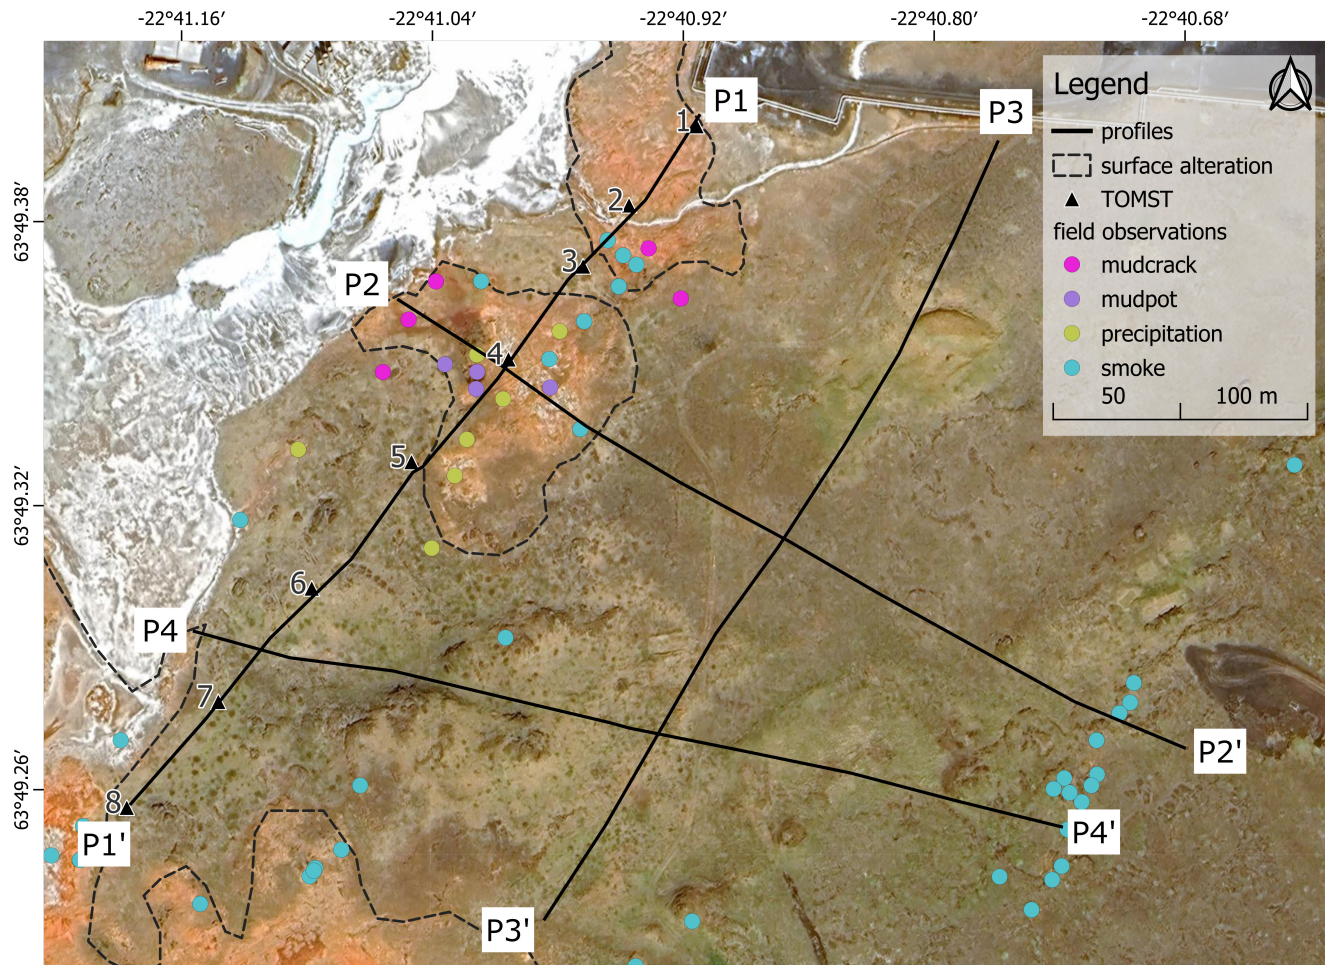 -22°41.16′ -22°41.04′ -22°40.92′ -22°40.80′ -22°40.68′
63°49.38′
63°49.32′
63°49.26′
P1
P3
1
2
3
P2
4
5
6
P4
7
8
P1'
P2'
P4'
P3'
Legend
profiles
surface alteration
TOMST
field observations
mudcrack
mudpot
precipitation
smoke
50 100 m